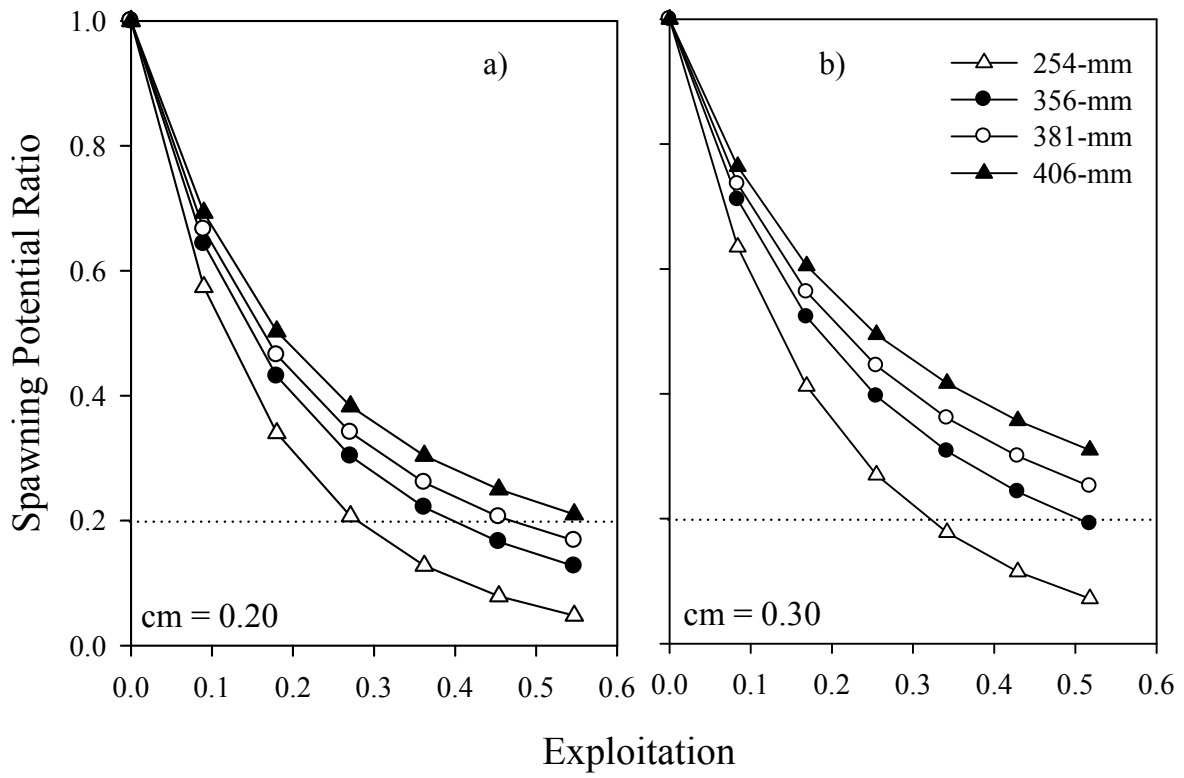 Spawning Potential Ratio
1.0
0.8
0.6
0.4
0.2
0.0
a)
cm = 0.20
0.0 0.1 0.2 0.3 0.4 0.5 0.6
b)
254-mm
356-mm
381-mm
406-mm
cm = 0.30
0.0 0.1 0.2 0.3 0.4 0.5 0.6
Exploitation